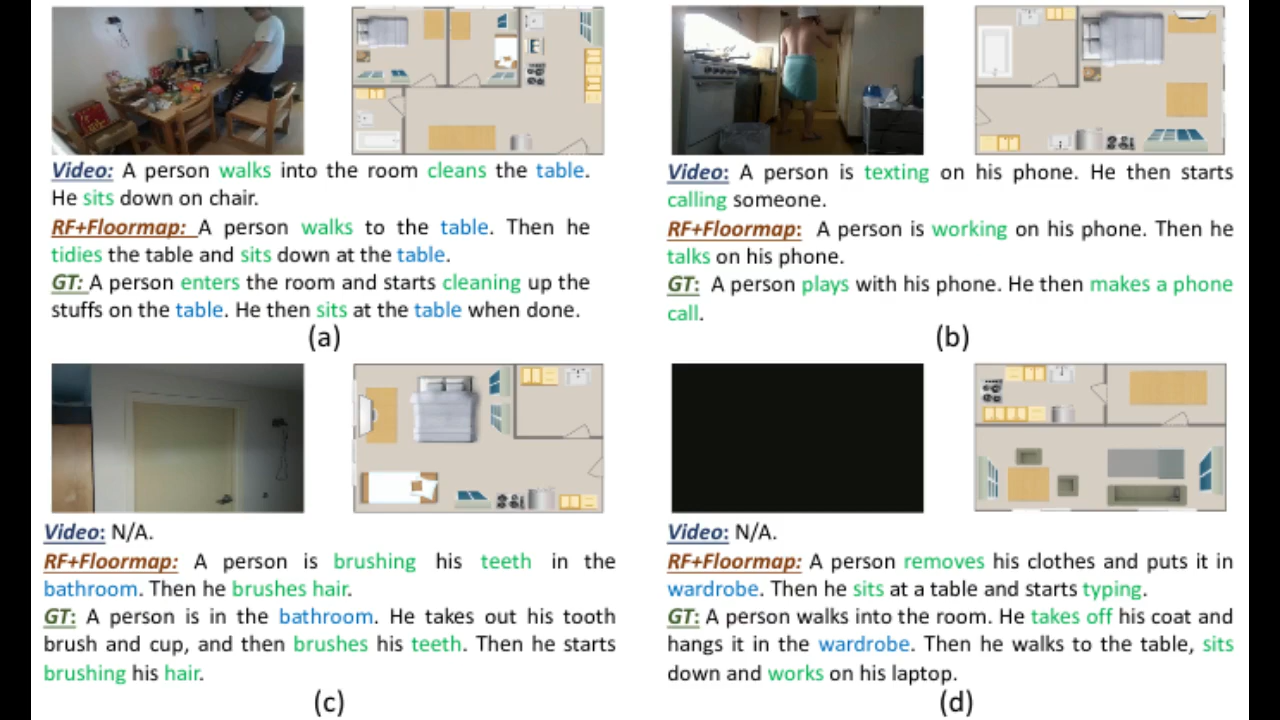 Video: A person walks into the room cleans the table.
He sits down on chair.
RF+Floormap: A person walks to the table. Then he
tidies the table and sits down at the table.
GT: A person enters the room and starts cleaning up the
stuffs on the table. He then sits at the table when done.
(a)
Video: A person is texting on his phone. He then starts
calling someone.
RF+Floormap: A person is working on his phone. Then he
talks on his phone.
GT: A person plays with his phone. He then makes a phone
call.
(b)
Video: N/A.
RF+Floormap: A person is brushing his teeth in the
bathroom. Then he brushes hair.
GT: A person is in the bathroom. He takes out his tooth
brush and cup, and then brushes his teeth. Then he starts
brushing his hair.
(c)
Video: N/A.
RF+Floormap: A person removes his clothes and puts it in
wardrobe. Then he sits at a table and starts typing.
GT: A person walks into the room. He takes off his coat and
hangs it in the wardrobe. Then he walks to the table, sits
down and works on his laptop.
(d)